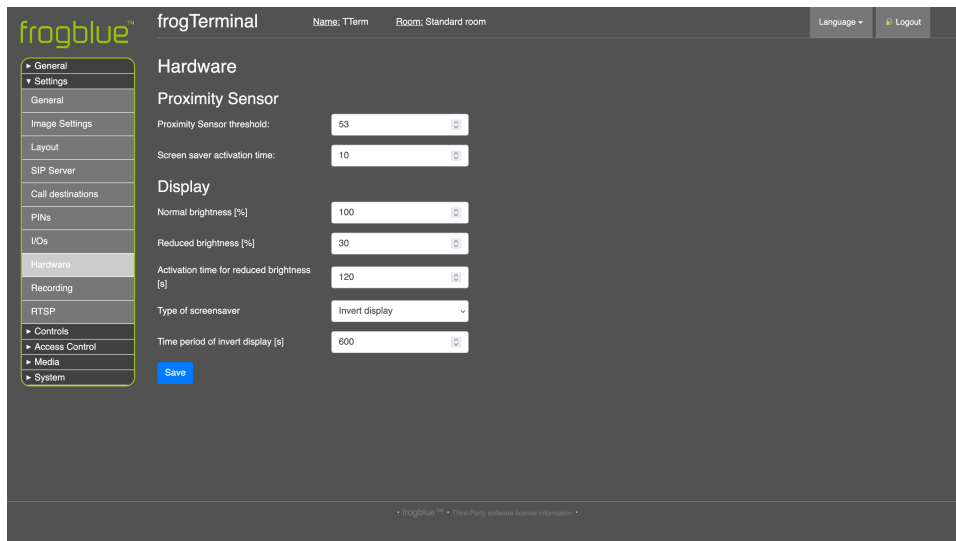 frogblue™
frogTerminal
Name: TTerm
Room: Standard room
Language
Logout
General
Settings
General
Image Settings
Layout
SIP Server
Call destinations
PINs
I/Os
Hardware
Recording
RTSP
Controls
Access Control
Media
System
Hardware
Proximity Sensor
Proximity Sensor threshold: 53
Screen saver activation time: 10
Display
Normal brightness [%] 100
Reduced brightness [%] 30
Activation time for reduced brightness
[s] 120
Type of screensaver Invert display
Time period of invert display [s] 600
Save
• frogblue™ • Third-Party software license information •